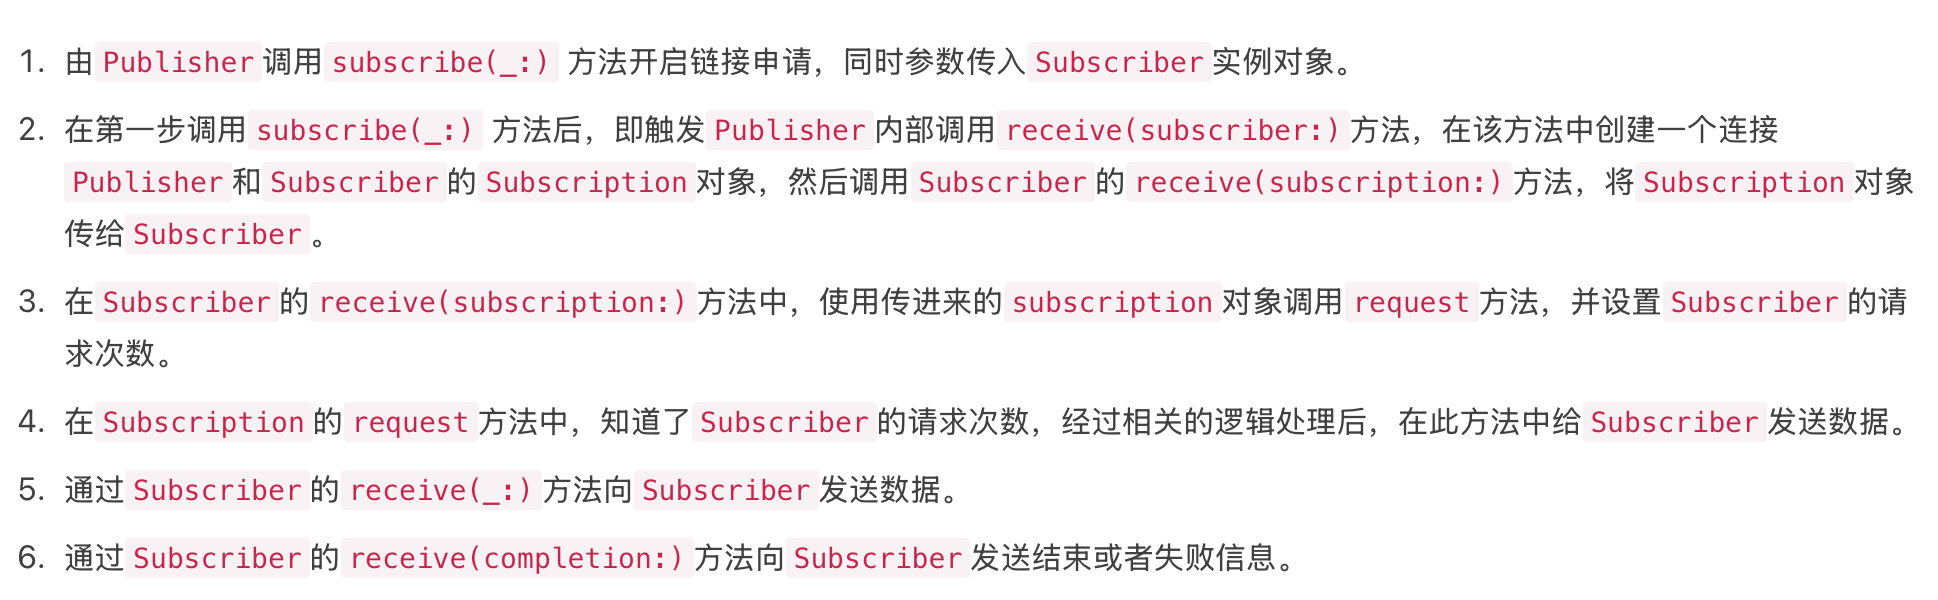 1. 由 Publisher 调用 subscribe(_:) 方法开启链接申请，同时参数传入 Subscriber 实例对象。
2. 在第一步调用 subscribe(_:) 方法后，即触发 Publisher 内部调用 receive(subscriber:) 方法，在该方法中创建一个连接
Publisher 和 Subscriber 的 Subscription 对象，然后调用 Subscriber 的 receive(subscription:) 方法，将 Subscription 对象
传给 Subscriber 。
3. 在 Subscriber 的 receive(subscription:) 方法中，使用传进来的 subscription 对象调用 request 方法，并设置 Subscriber 的请
求次数。
4. 在 Subscription 的 request 方法中，知道了 Subscriber 的请求次数，经过相关的逻辑处理后，在此方法中给 Subscriber 发送数据。
5. 通过 Subscriber 的 receive(_:) 方法向 Subscriber 发送数据。
6. 通过 Subscriber 的 receive(completion:) 方法向 Subscriber 发送结束或者失败信息。